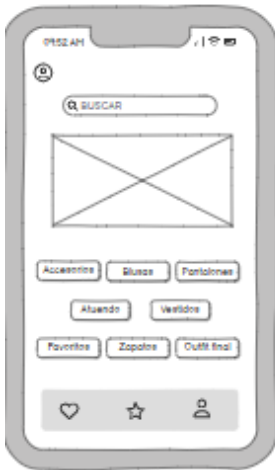 09:52 AM
BUSCAR
Accesorios Blusas Pantalones
Atuendo Vestidos
Favoritos Zapatos Outfit final